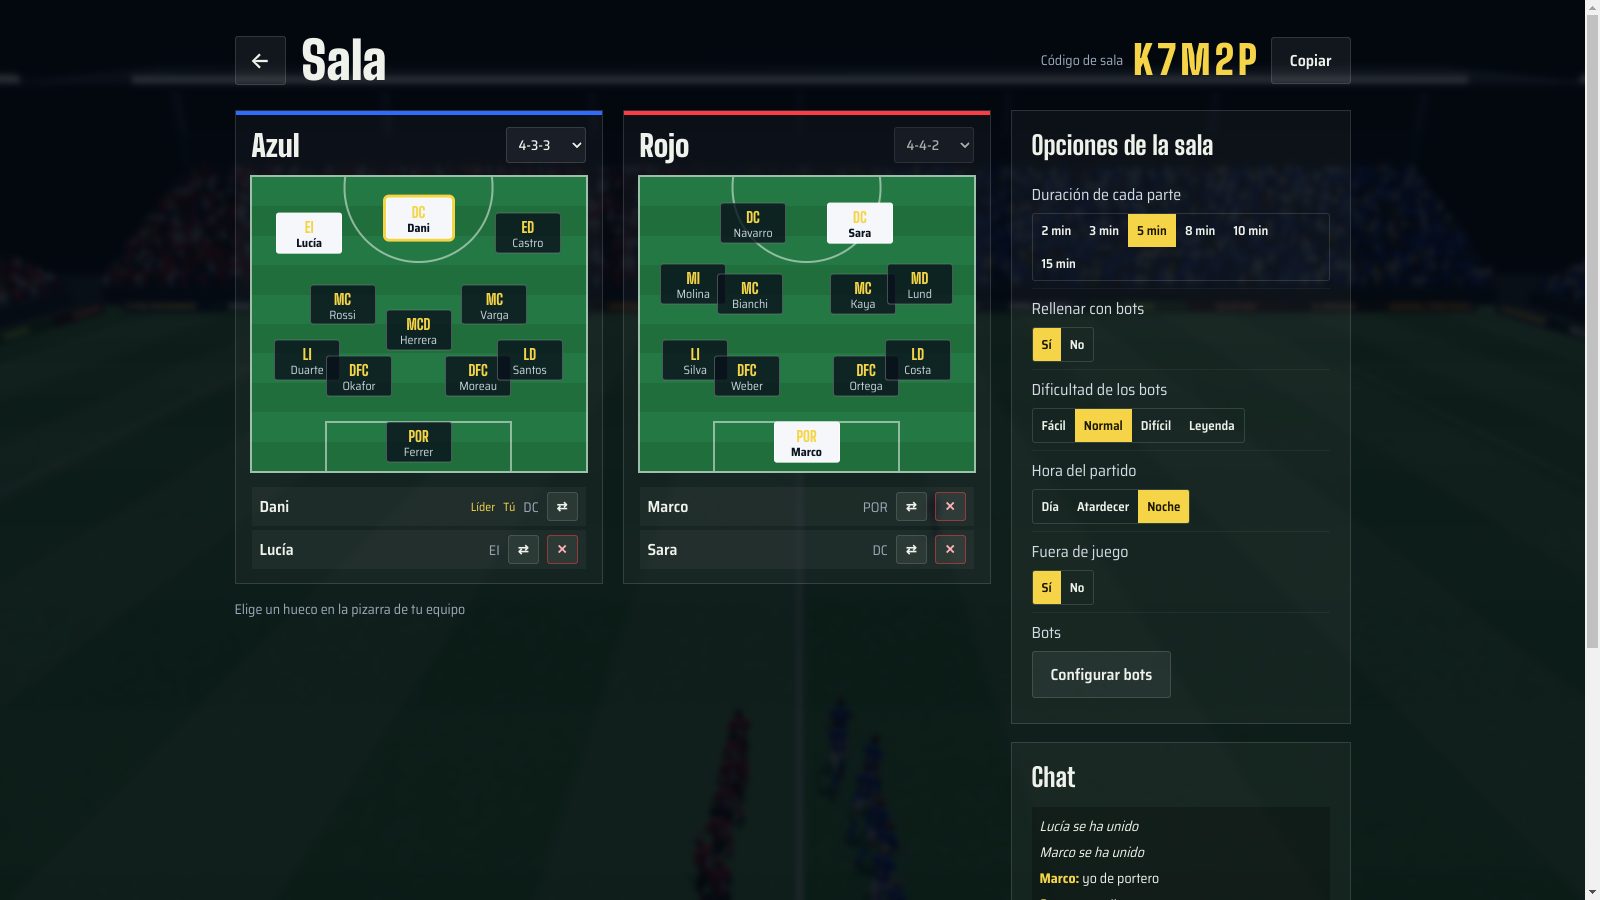 ←
Sala
Código de sala K7M2P Copiar
Azul 4-3-3
EI
Lucía
DC
Dani
ED
Castro
MC
Rossi
MC
Varga
MCD
Herrera
LI
Duarte
DFC
Okafor
DFC
Moreau
LD
Santos
POR
Ferrer
Dani Líder Tú DC ⇄
Lucía EI ⇄ ✕
Elige un hueco en la pizarra de tu equipo
Rojo 4-4-2
DC
Navarro
DC
Sara
MI
Molina
MC
Bianchi
MC
Kaya
MD
Lund
LI
Silva
DFC
Weber
DFC
Ortega
LD
Costa
POR
Marco
Marco POR ⇄ ✕
Sara DC ⇄ ✕
Opciones de la sala
Duración de cada parte
2 min 3 min 5 min 8 min 10 min
15 min
Rellenar con bots
Sí No
Dificultad de los bots
Fácil Normal Difícil Leyenda
Hora del partido
Día Atardecer Noche
Fuera de juego
Sí No
Bots
Configurar bots
Chat
Lucía se ha unido
Marco se ha unido
Marco: yo de portero